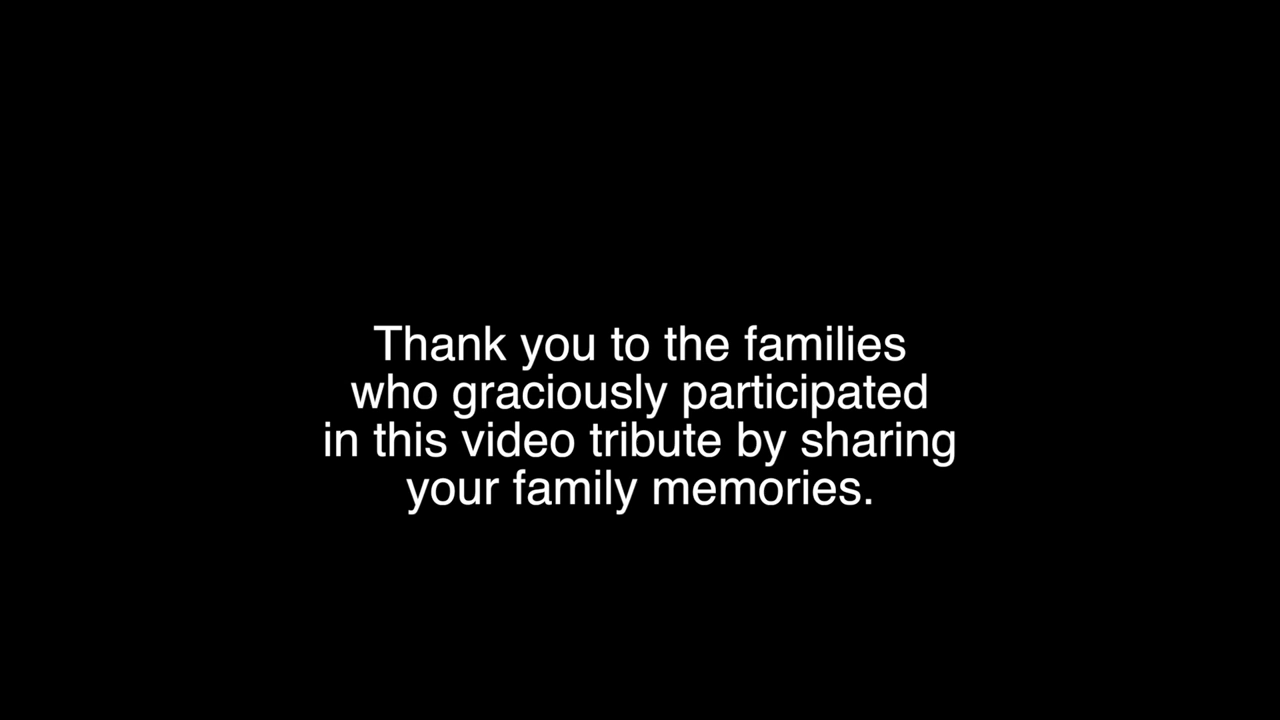 Thank you to the families
who graciously participated
in this video tribute by sharing
your family memories.